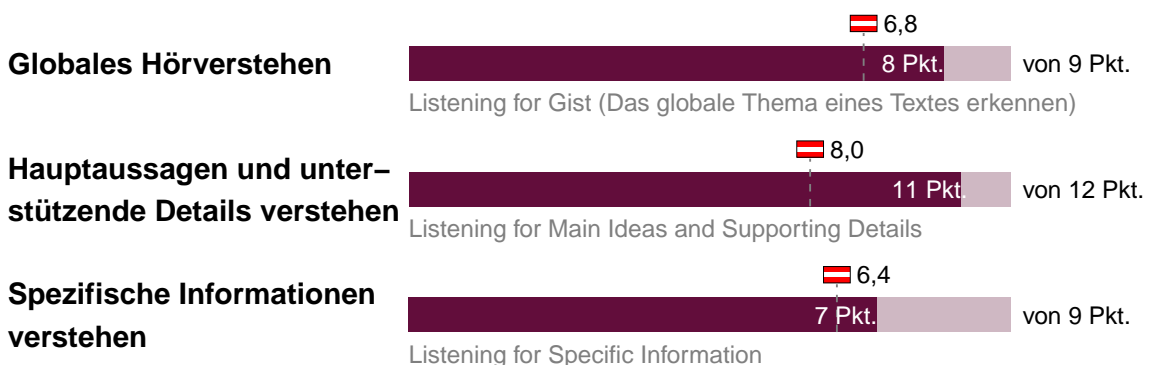 6,8
Globales Hörverstehen
8 Pkt.
von 9 Pkt.
Listening for Gist (Das globale Thema eines Textes erkennen)
8,0
Hauptaussagen und unter–
stützende Details verstehen
11 Pkt.
von 12 Pkt.
Listening for Main Ideas and Supporting Details
6,4
Spezifische Informationen
verstehen
7 Pkt.
von 9 Pkt.
Listening for Specific Information